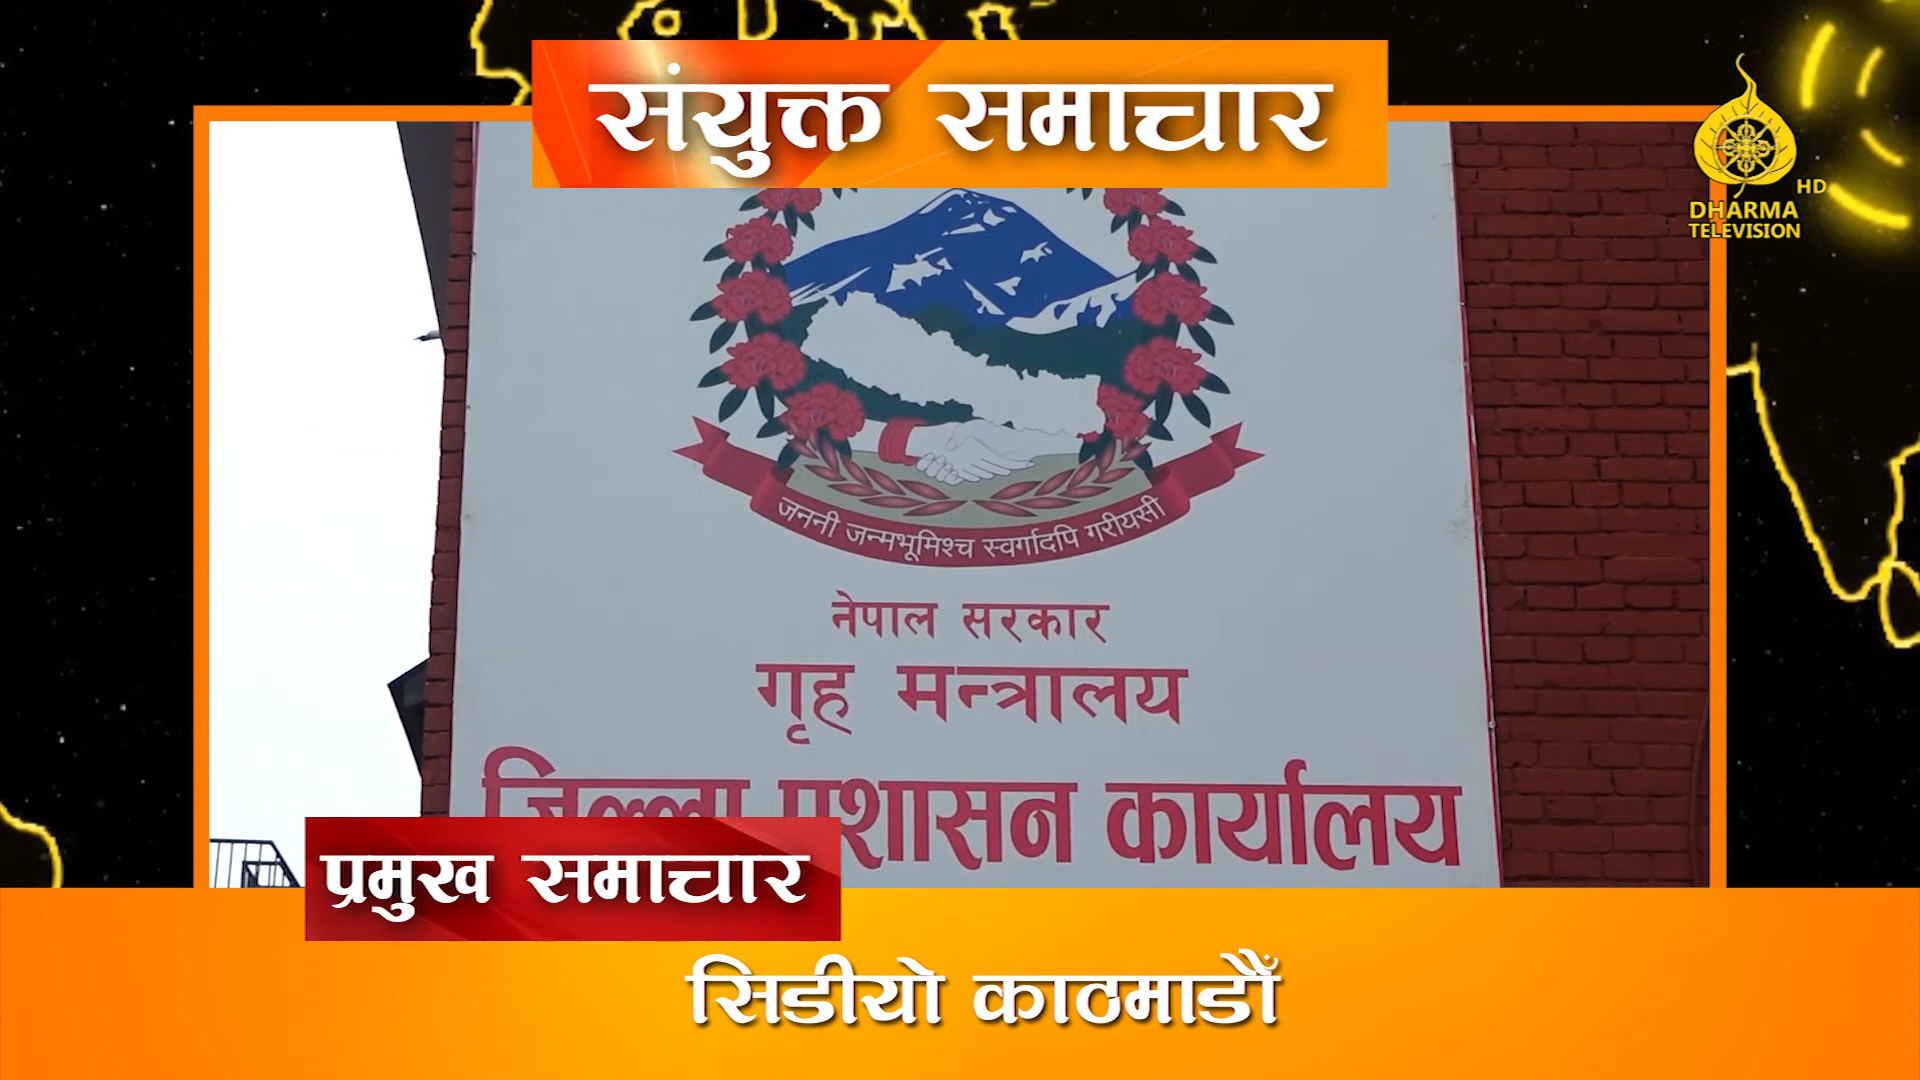 संयुक्त समाचार
HD
DHARMA
TELEVISION
जननी जन्मभूमिश्च स्वर्गादपि गरीयसी
नेपाल सरकार
गृह मन्त्रालय
जिल्ला प्रशासन कार्यालय
प्रमुख समाचार
सिडीयो काठमाडौँ